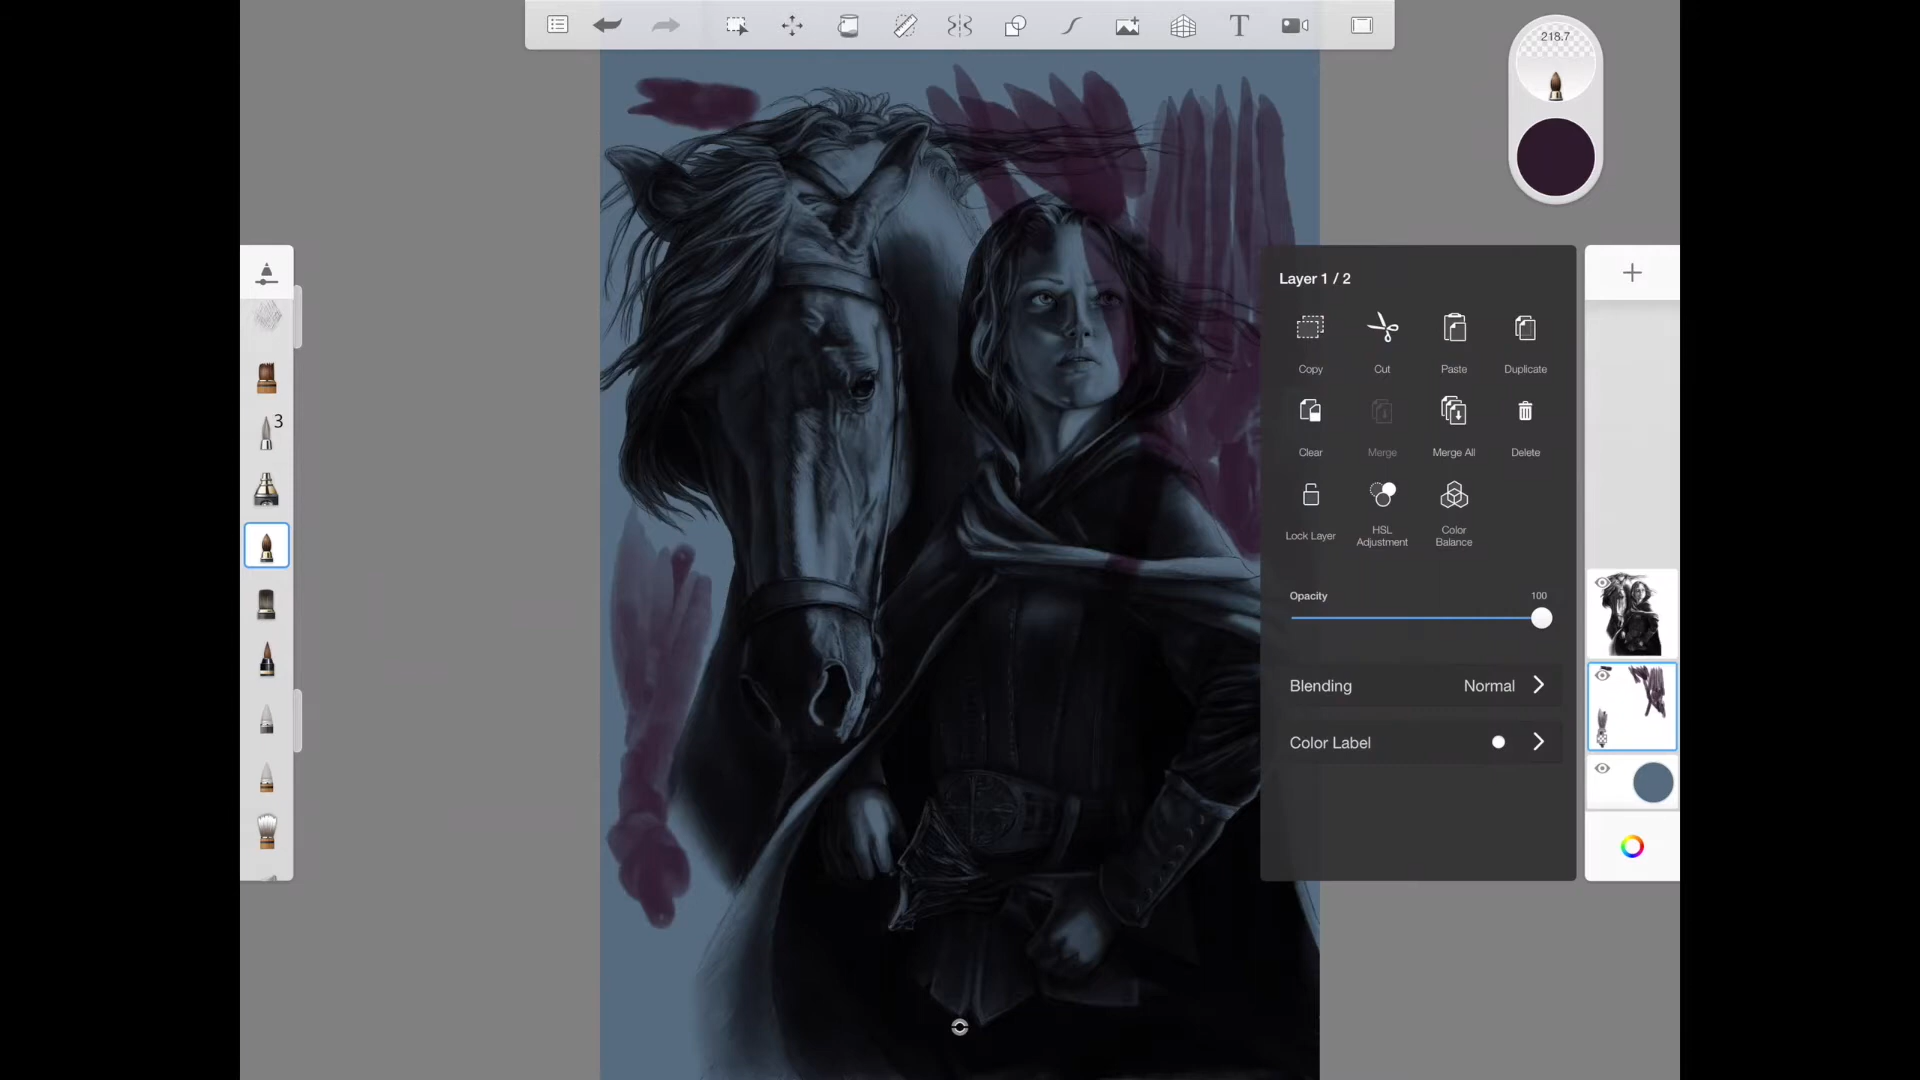 T
218.7
3
Layer 1 / 2
Copy
Cut
Paste
Duplicate
Clear
Merge
Merge All
Delete
Lock Layer
HSL
Adjustment
Color
Balance
Opacity
100
Blending
Normal
Color Label